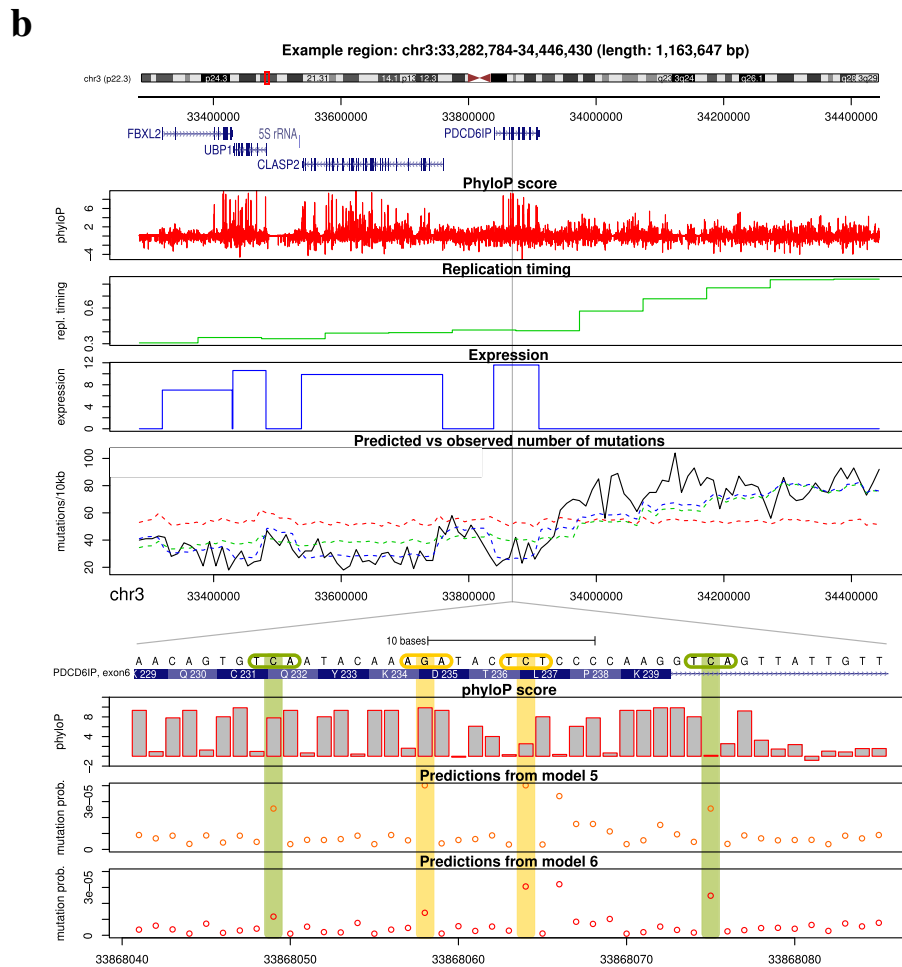 b
Example region: chr3:33,282,784-34,446,430 (length: 1,163,647 bp)
chr3 (p22.3) p24.3 21.31 14.1 p13 12.3 q23 3q24 q26.1 q28 3q29
33400000 33600000 33800000 34000000 34200000 34400000
FBXL2 5S rRNA PDCD6IP
UBP1
CLASP2
PhyloP score
phyloP
6
2
-4
Replication timing
repl. timing
0.6
0.3
Expression
expression
12
8
4
0
Predicted vs observed number of mutations
mutations/10kb
100
80
60
40
20
chr3 33400000 33600000 33800000 34000000 34200000 34400000
10 bases
A A C A G T G T C A A T A C A A A G A T A C T C T C C C C A A G G T C A G T T A T T G T T
PDCD6IP, exon6 229 Q 230 C 231 Q 232 Y 233 K 234 D 235 T 236 L 237 P 238 K 239
phyloP score
phyloP
8
4
-2
Predictions from model 5
mutation prob.
3e-05
0
Predictions from model 6
mutation prob.
3e-05
0
33868040 33868050 33868060 33868070 33868080